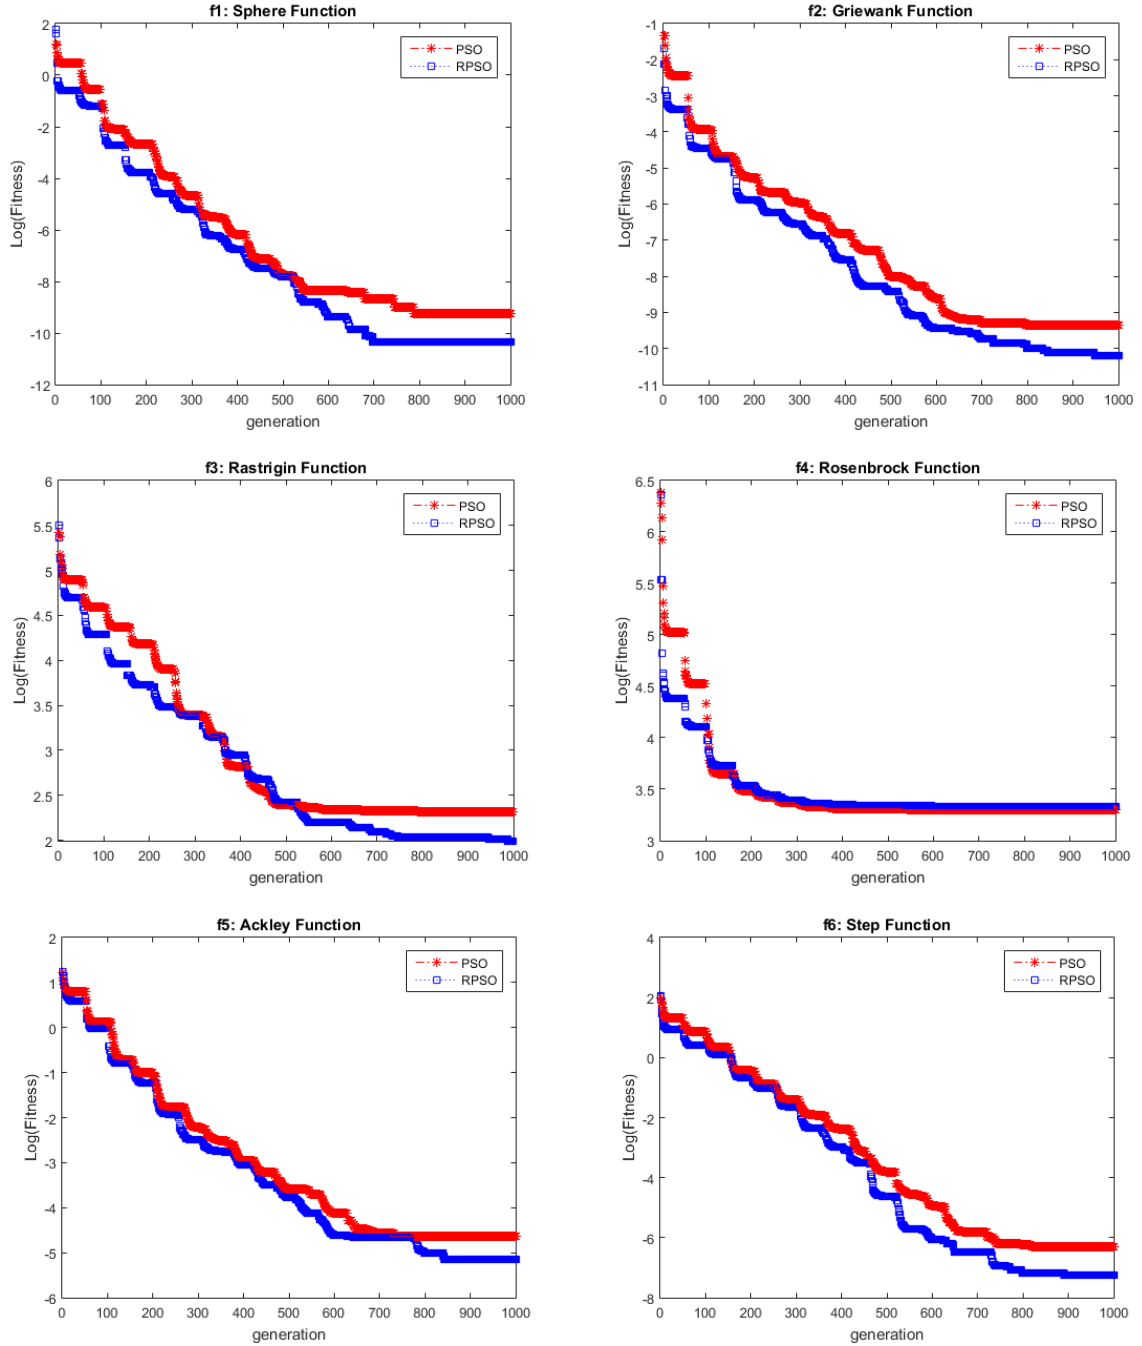 f1: Sphere Function
PSO
RPSO
2
0
-2
-4
-6
-8
-10
-12
0 100 200 300 400 500 600 700 800 900 1000
Log(Fitness)
generation
f2: Griewank Function
PSO
RPSO
-1
-2
-3
-4
-5
-6
-7
-8
-9
-10
-11
0 100 200 300 400 500 600 700 800 900 1000
Log(Fitness)
generation
f3: Rastrigin Function
PSO
RPSO
6
5.5
5
4.5
4
3.5
3
2.5
2
0 100 200 300 400 500 600 700 800 900 1000
Log(Fitness)
generation
f4: Rosenbrock Function
PSO
RPSO
6.5
6
5.5
5
4.5
4
3.5
3
0 100 200 300 400 500 600 700 800 900 1000
Log(Fitness)
generation
f5: Ackley Function
PSO
RPSO
2
1
0
-1
-2
-3
-4
-5
-6
0 100 200 300 400 500 600 700 800 900 1000
Log(Fitness)
generation
f6: Step Function
PSO
RPSO
4
2
0
-2
-4
-6
-8
0 100 200 300 400 500 600 700 800 900 1000
Log(Fitness)
generation